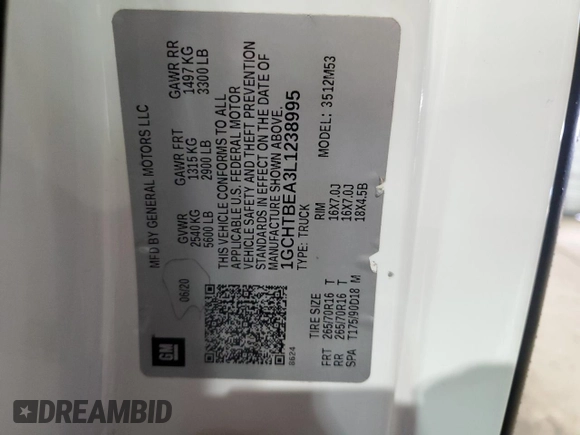 MFD BY GENERAL MOTORS LLC
06/20
GVWR
2540 KG
5600 LB
GAWR FRT
1315 KG
2900 LB
GAWR RR
1497 KG
3300 LB
THIS VEHICLE CONFORMS TO ALL
APPLICABLE U.S. FEDERAL MOTOR
VEHICLE SAFETY AND THEFT PREVENTION
STANDARDS IN EFFECT ON THE DATE OF
MANUFACTURE SHOWN ABOVE.
1GCHTBEA3L1238995
TYPE: TRUCK
MODEL: 3512M53
GM
8624
TIRE SIZE RIM
FRT 265/70R16 T 16X7.0J
RR 265/70R16 T 16X7.0J
SPA T175/90D18 M 18X4.5B
DREAMBID